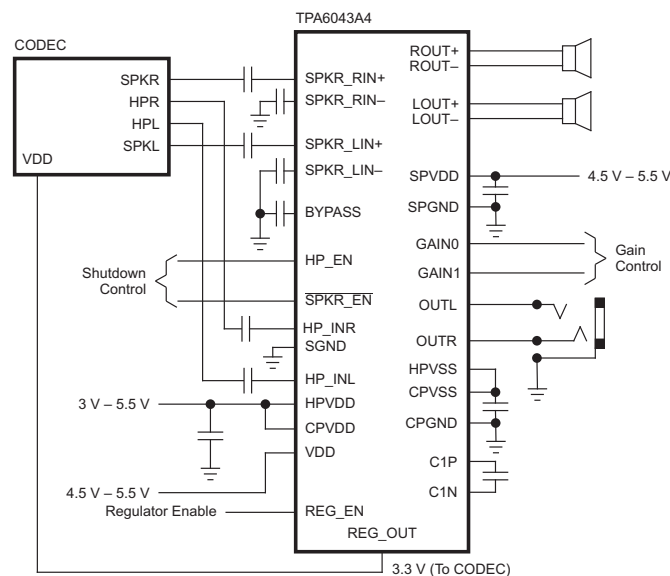 TPA6043A4
CODEC
SPKR
HPR
HPL
SPKL
VDD
SPKR_RIN+
SPKR_RIN–
SPKR_LIN+
SPKR_LIN–
BYPASS
HP_EN
SPKR_EN
HP_INR
SGND
HP_INL
HPVDD
CPVDD
VDD
REG_EN
REG_OUT
Shutdown
Control
3 V – 5.5 V
4.5 V – 5.5 V
Regulator Enable
ROUT+
ROUT–
LOUT+
LOUT–
SPVDD
SPGND
GAIN0
GAIN1
OUTL
OUTR
HPVSS
CPVSS
CPGND
C1P
C1N
4.5 V – 5.5 V
Gain
Control
3.3 V (To CODEC)